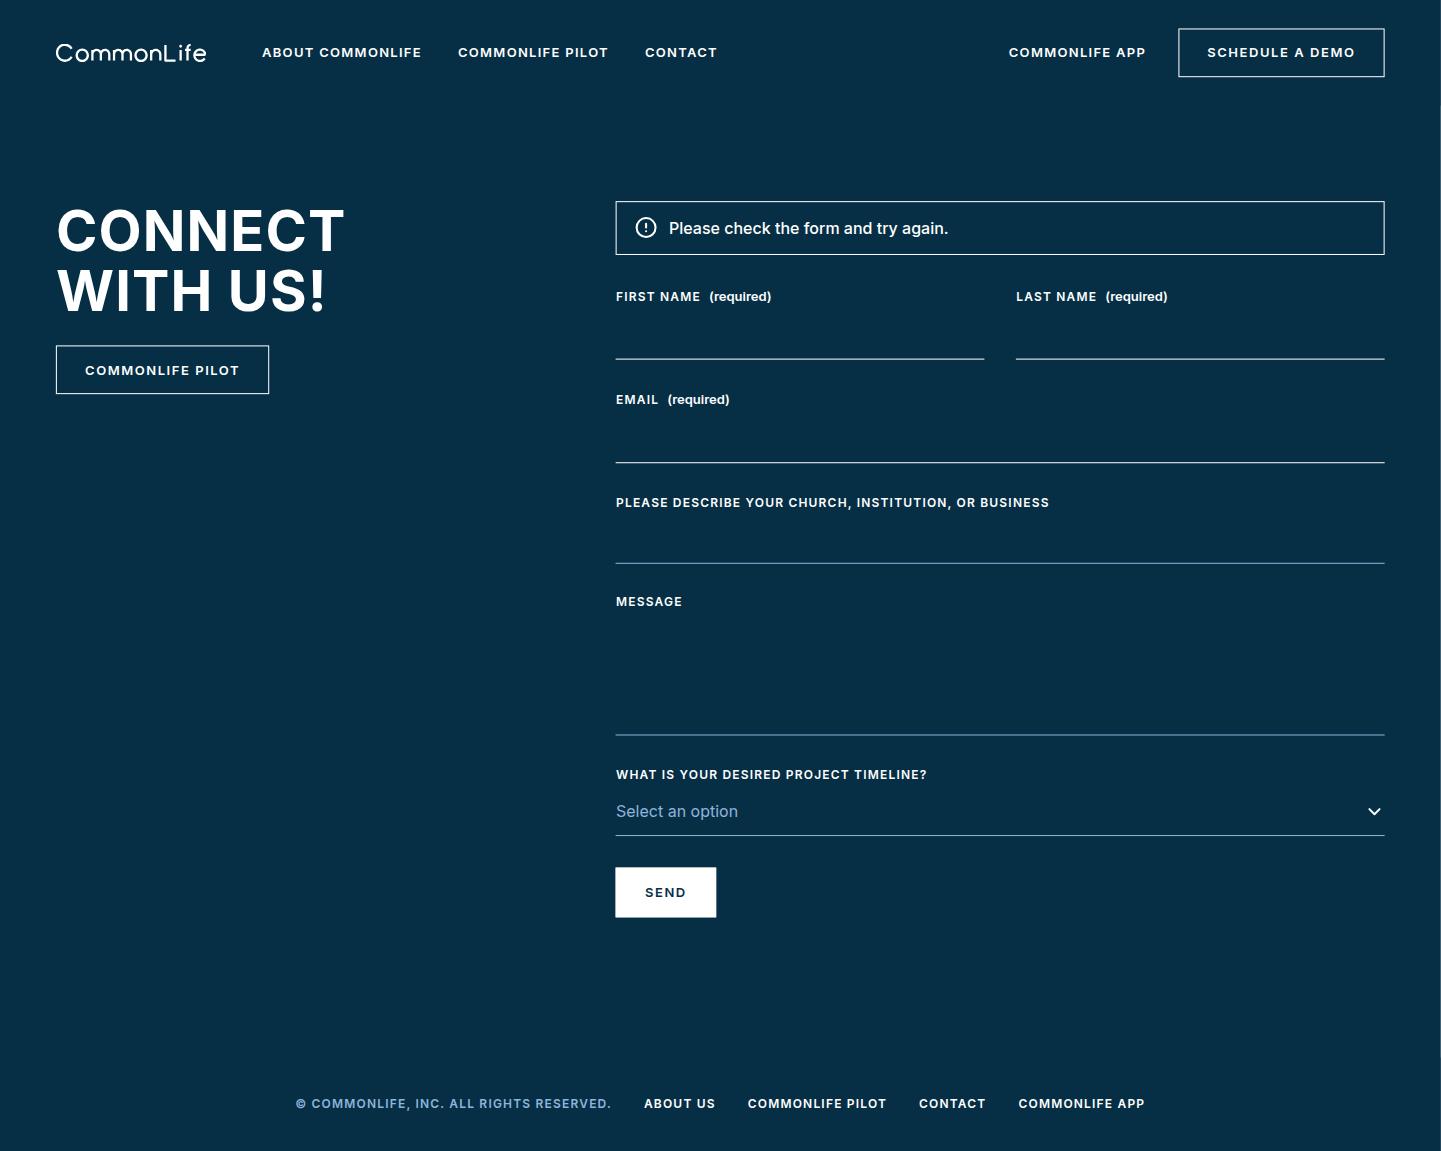 CommonLife
ABOUT COMMONLIFE
COMMONLIFE PILOT
CONTACT
COMMONLIFE APP
SCHEDULE A DEMO
CONNECT
WITH US!
COMMONLIFE PILOT
Please check the form and try again.
FIRST NAME (required)
LAST NAME (required)
EMAIL (required)
PLEASE DESCRIBE YOUR CHURCH, INSTITUTION, OR BUSINESS
MESSAGE
WHAT IS YOUR DESIRED PROJECT TIMELINE?
Select an option
SEND
© COMMONLIFE, INC. ALL RIGHTS RESERVED.
ABOUT US
COMMONLIFE PILOT
CONTACT
COMMONLIFE APP